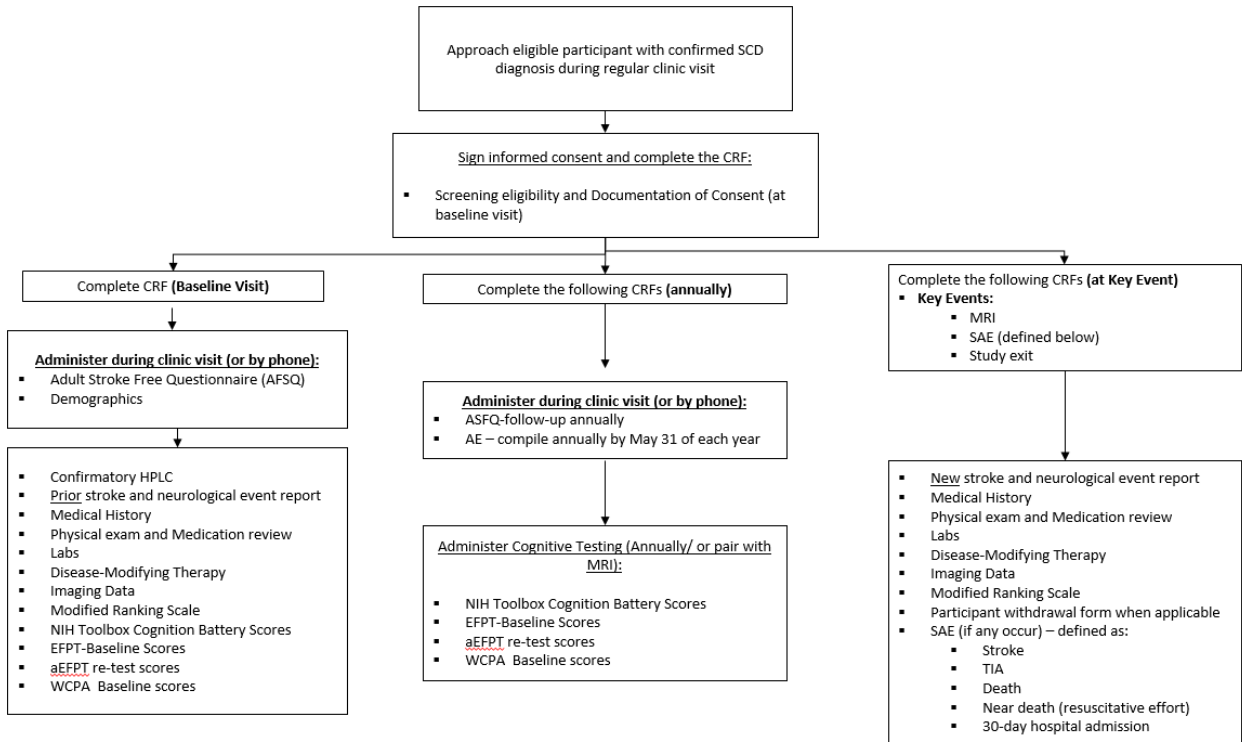 Approach eligible participant with confirmed SCD
diagnosis during regular clinic visit
Sign informed consent and complete the CRF:
▪ Screening eligibility and Documentation of Consent (at
baseline visit)
Complete CRF (Baseline Visit)
Administer during clinic visit (or by phone):
▪ Adult Stroke Free Questionnaire (AFSQ)
▪ Demographics
▪ Confirmatory HPLC
▪ Prior stroke and neurological event report
▪ Medical History
▪ Physical exam and Medication review
▪ Labs
▪ Disease-Modifying Therapy
▪ Imaging Data
▪ Modified Ranking Scale
▪ NIH Toolbox Cognition Battery Scores
▪ EFPT-Baseline Scores
▪ aEFPT re-test scores
▪ WCPA Baseline scores
Complete the following CRFs (annually)
Administer during clinic visit (or by phone):
▪ ASFQ-follow-up annually
▪ AE – compile annually by May 31 of each year
Administer Cognitive Testing (Annually/ or pair with
MRI):
▪ NIH Toolbox Cognition Battery Scores
▪ EFPT-Baseline Scores
▪ aEFPT re-test scores
▪ WCPA Baseline scores
Complete the following CRFs (at Key Event)
▪ Key Events:
▪ MRI
▪ SAE (defined below)
▪ Study exit
▪ New stroke and neurological event report
▪ Medical History
▪ Physical exam and Medication review
▪ Labs
▪ Disease-Modifying Therapy
▪ Imaging Data
▪ Modified Ranking Scale
▪ Participant withdrawal form when applicable
▪ SAE (if any occur) – defined as:
▪ Stroke
▪ TIA
▪ Death
▪ Near death (resuscitative effort)
▪ 30-day hospital admission